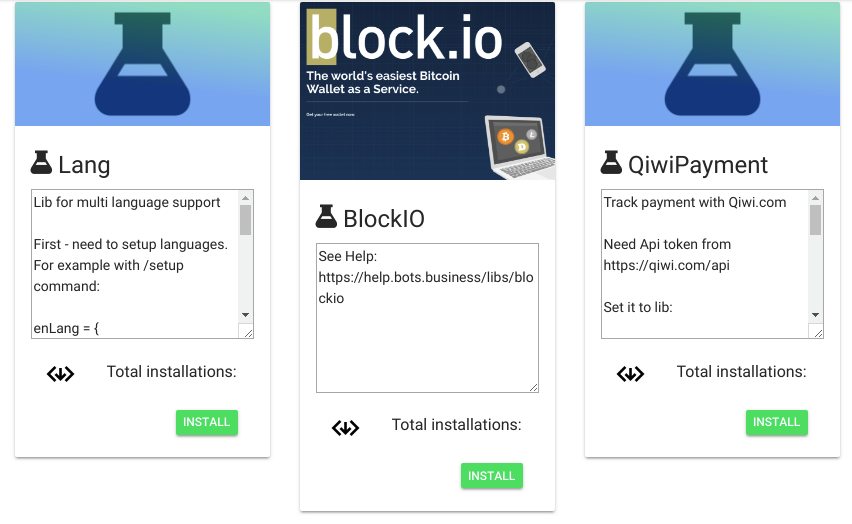 Lang
Lib for multi language support
First - need to setup languages.
For example with /setup
command:
enLang = {
Total installations:
INSTALL
block.io
The world's easiest Bitcoin
Wallet as a Service.
Get your free wallet now.
BlockIO
See Help:
https://help.bots.business/libs/blo
ckio
Total installations:
INSTALL
QiwiPayment
Track payment with Qiwi.com
Need Api token from
https://qiwi.com/api
Set it to lib:
Total installations:
INSTALL